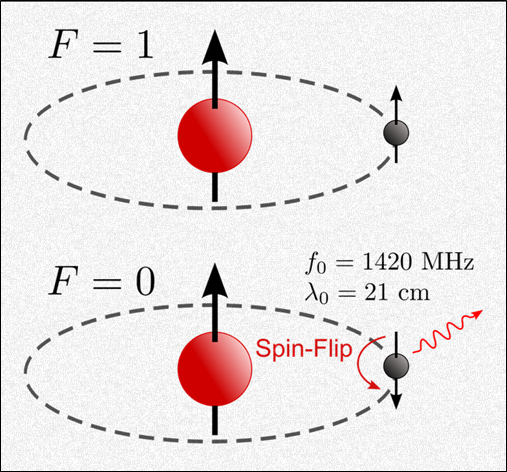 F = 1
F = 0
f₀ = 1420 MHz
λ₀ = 21 cm
Spin-Flip